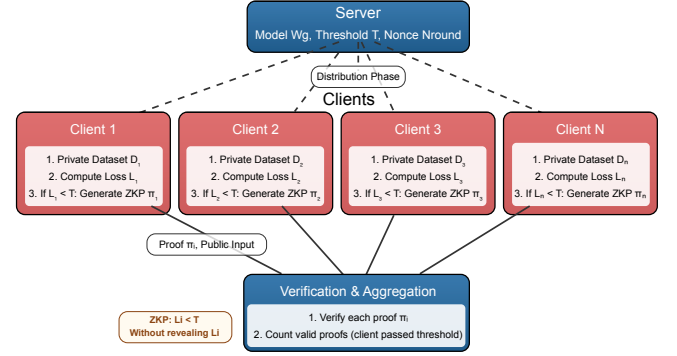 Server
Model Wg, Threshold T, Nonce Nround
Distribution Phase
Clients
Client 1
1. Private Dataset D₁
2. Compute Loss L₁
3. If L₁ < T: Generate ZKP π₁
Client 2
1. Private Dataset D₂
2. Compute Loss L₂
3. If L₂ < T: Generate ZKP π₂
Client 3
1. Private Dataset D₃
2. Compute Loss L₃
3. If L₃ < T: Generate ZKP π₃
Client N
1. Private Dataset Dₙ
2. Compute Loss Lₙ
3. If Lₙ < T: Generate ZKP πₙ
Proof πᵢ, Public Input
Verification & Aggregation
1. Verify each proof πᵢ
2. Count valid proofs (client passed threshold)
ZKP: Li < T
Without revealing Li